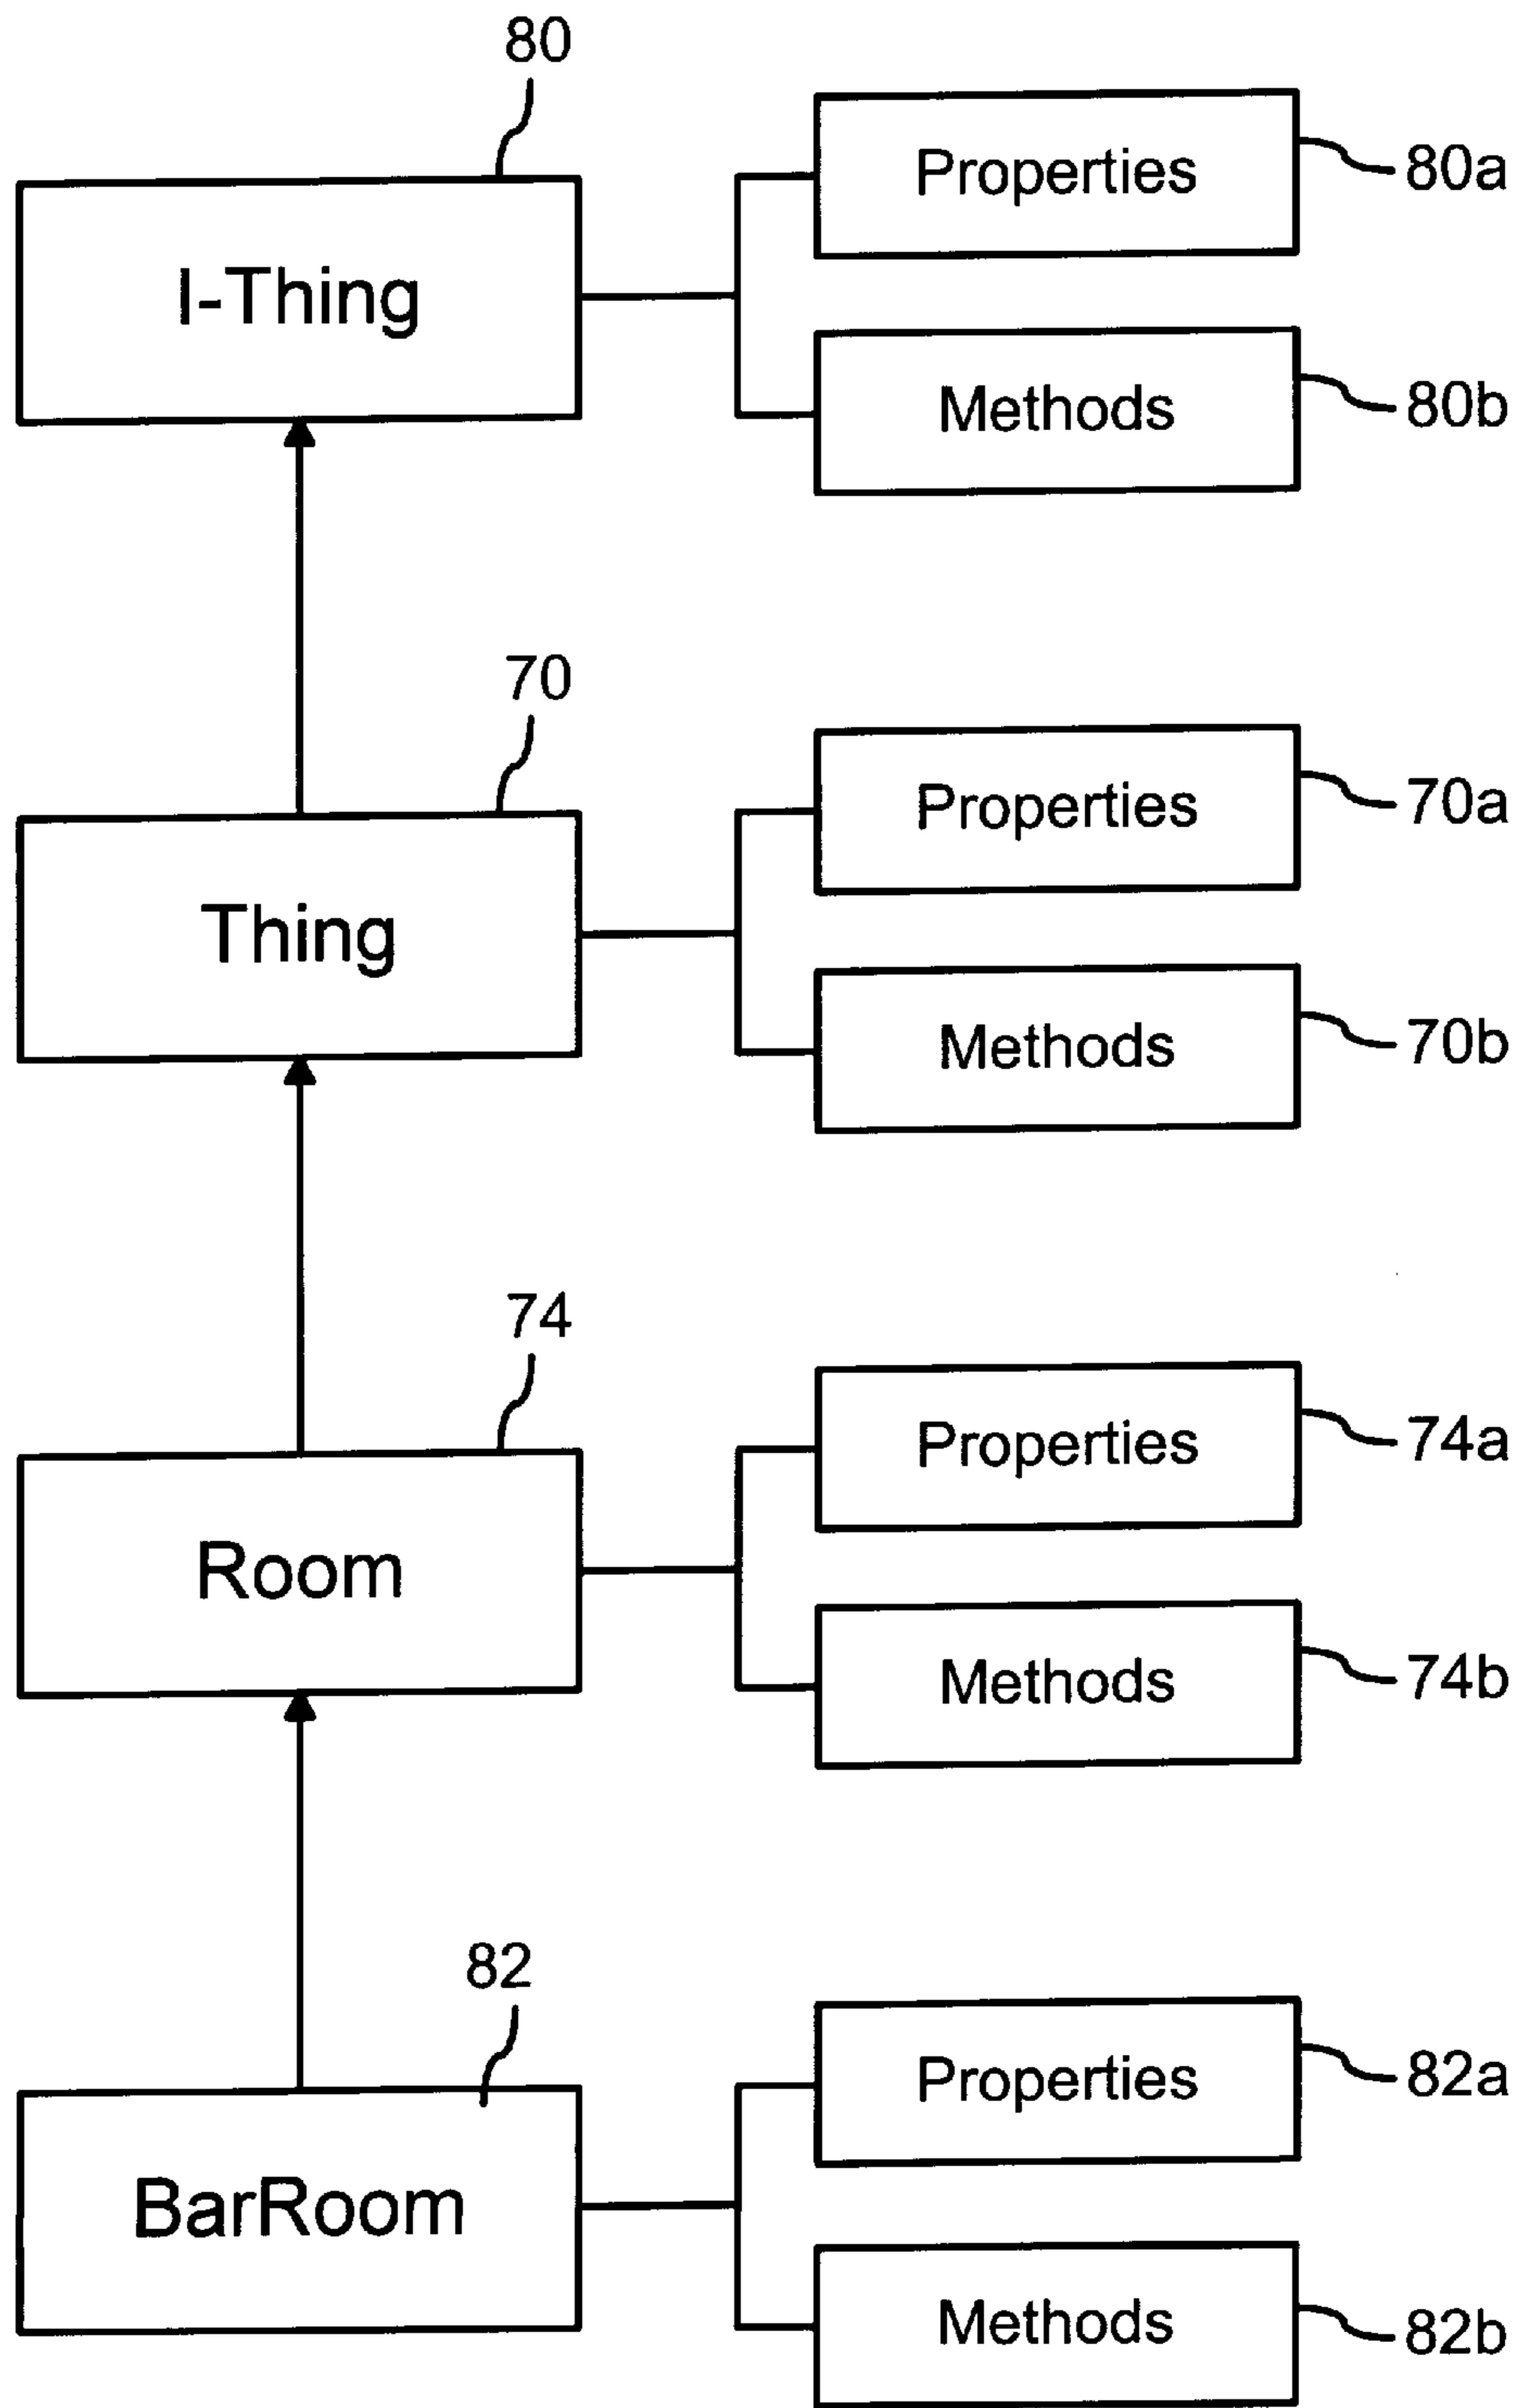 80
Properties
80a
I-Thing
Methods
80b
70
Properties
70a
Thing
Methods
70b
74
Properties
74a
Room
Methods
74b
82
Properties
82a
BarRoom
Methods
82b